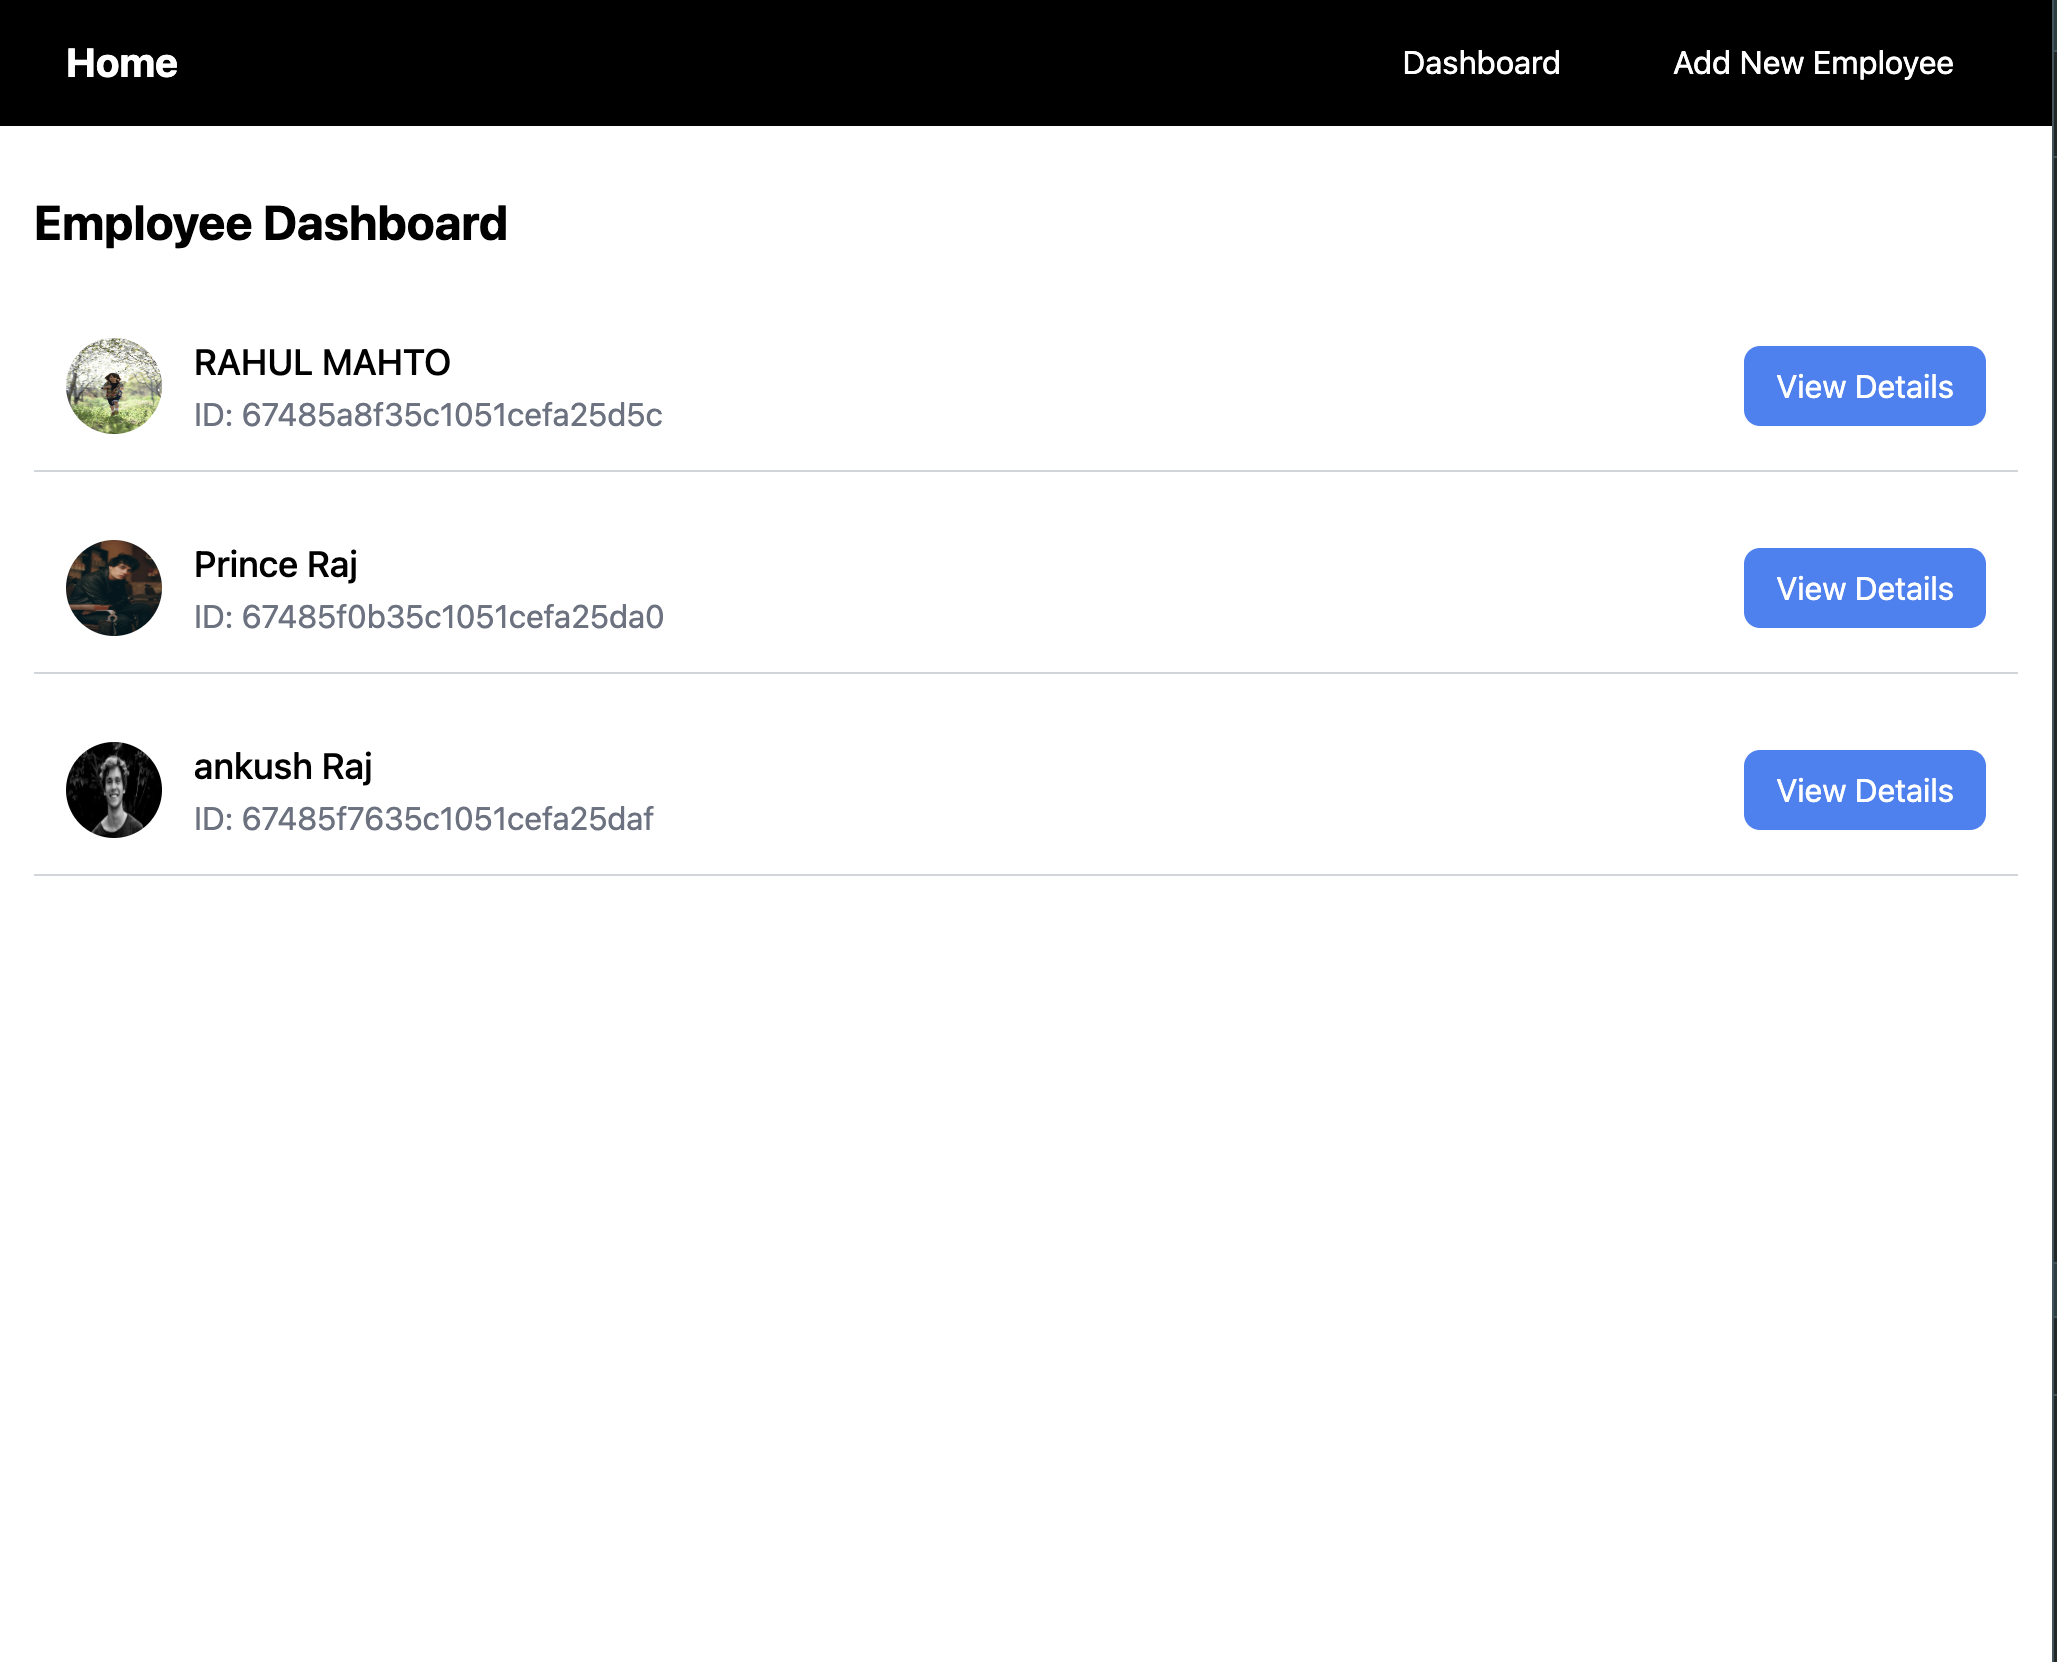 Home
Dashboard
Add New Employee
Employee Dashboard
RAHUL MAHTO
ID: 67485a8f35c1051cefa25d5c
View Details
Prince Raj
ID: 67485f0b35c1051cefa25da0
View Details
ankush Raj
ID: 67485f7635c1051cefa25daf
View Details